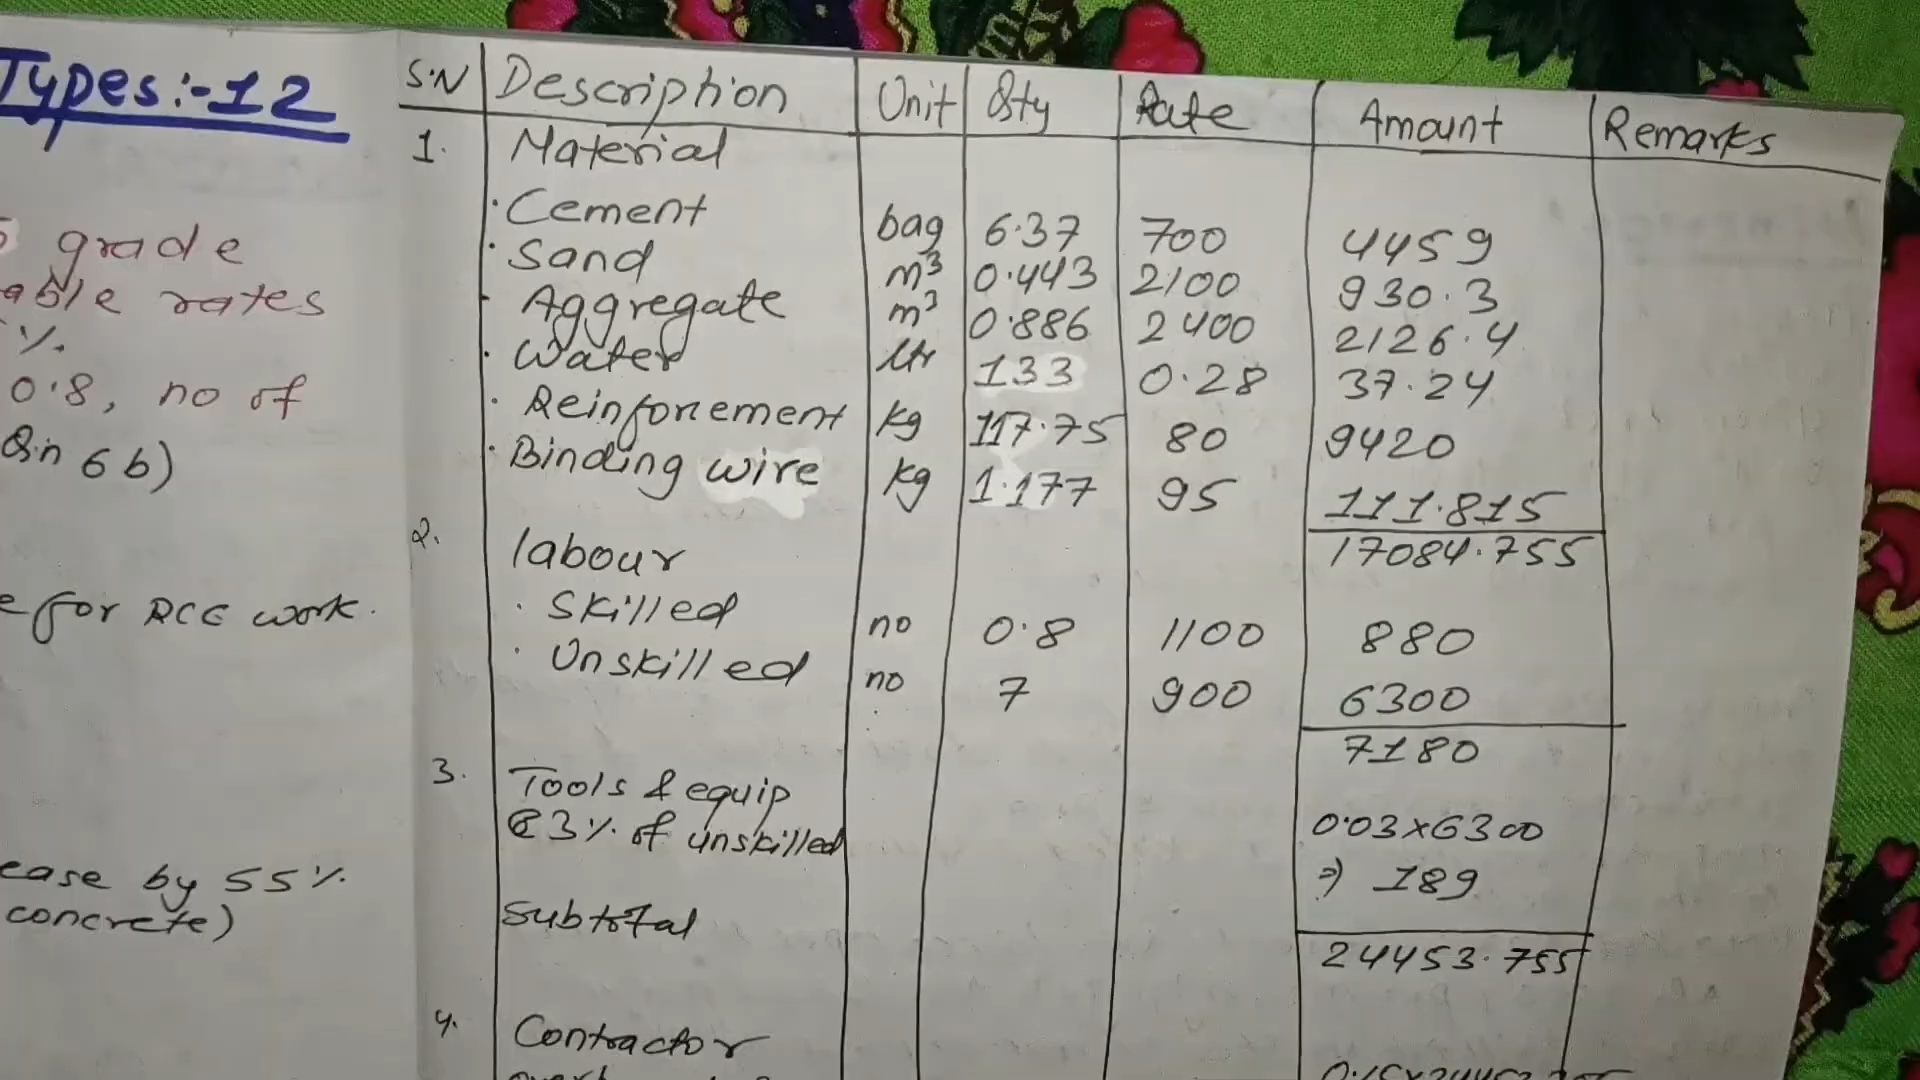 Types:-12
grade
able rates
%.
0.8, no of
Qn 6 b)
e for RCC work.
ease by 55%.
concrete)
S.N Description Unit Qty Rate Amount Remarks
1. Material
· Cement bag 6.37 700 4459
· Sand m³ 0.443 2100 930.3
· Aggregate m³ 0.886 2400 2126.4
· Water ltr 133 0.28 37.24
· Reinforcement kg 117.75 80 9420
· Binding wire kg 1.177 95 111.815
17084.755
2. labour
· Skilled no 0.8 1100 880
· Unskilled no 7 900 6300
7180
3. Tools & equip
@ 3% of unskilled 0.03x6300
⇒ 189
Subtotal 24453.755
4. Contractor